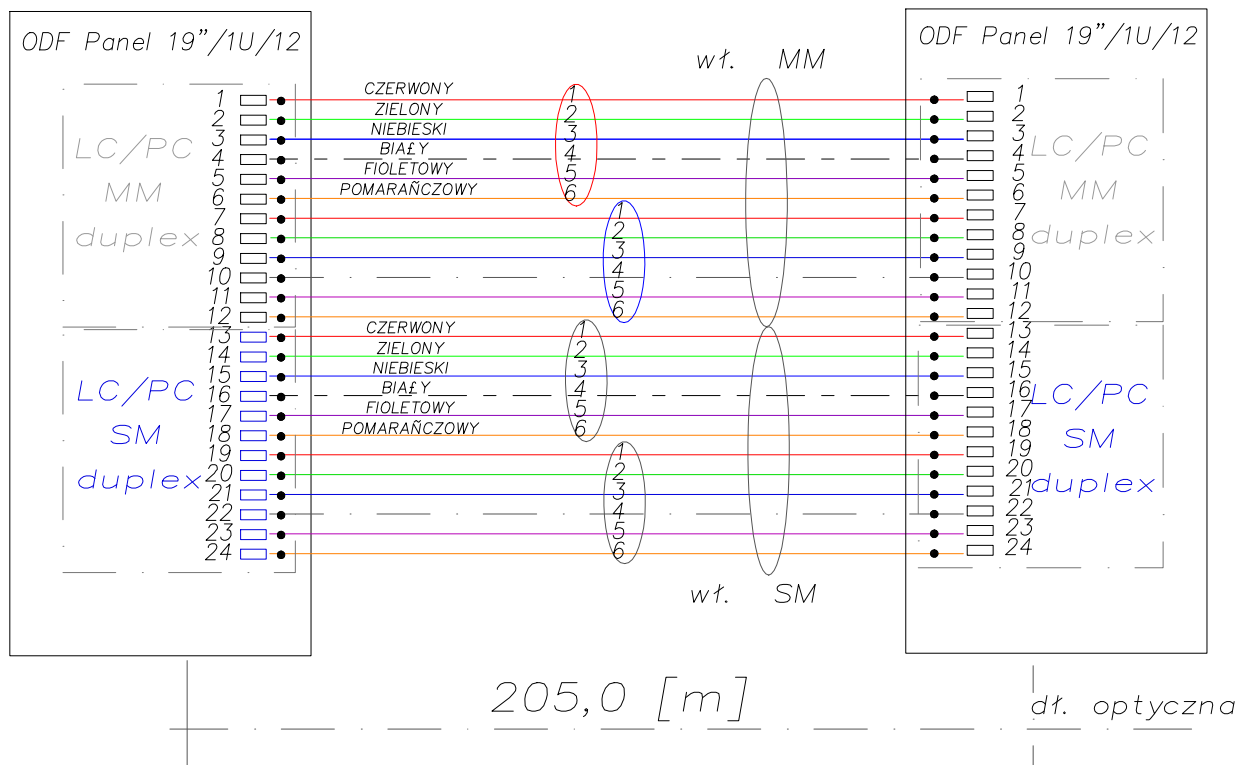 ODF Panel 19”/1U/12
ODF Panel 19”/1U/12
wł. MM
LC/PC
MM
duplex
1
2
3
4
5
6
7
8
9
10
11
12
CZERWONY
ZIELONY
NIEBIESKI
BIAŁY
FIOLETOWY
POMARAŃCZOWY
1
2
3
4
5
6
1
2
3
4
5
6
1
2
3
4
5
6
7
8
9
10
11
12
LC/PC
MM
duplex
LC/PC
SM
duplex
13
14
15
16
17
18
19
20
21
22
23
24
CZERWONY
ZIELONY
NIEBIESKI
BIAŁY
FIOLETOWY
POMARAŃCZOWY
1
2
3
4
5
6
1
2
3
4
5
6
13
14
15
16
17
18
19
20
21
22
23
24
LC/PC
SM
duplex
wł. SM
205,0 [m]
dł. optyczna